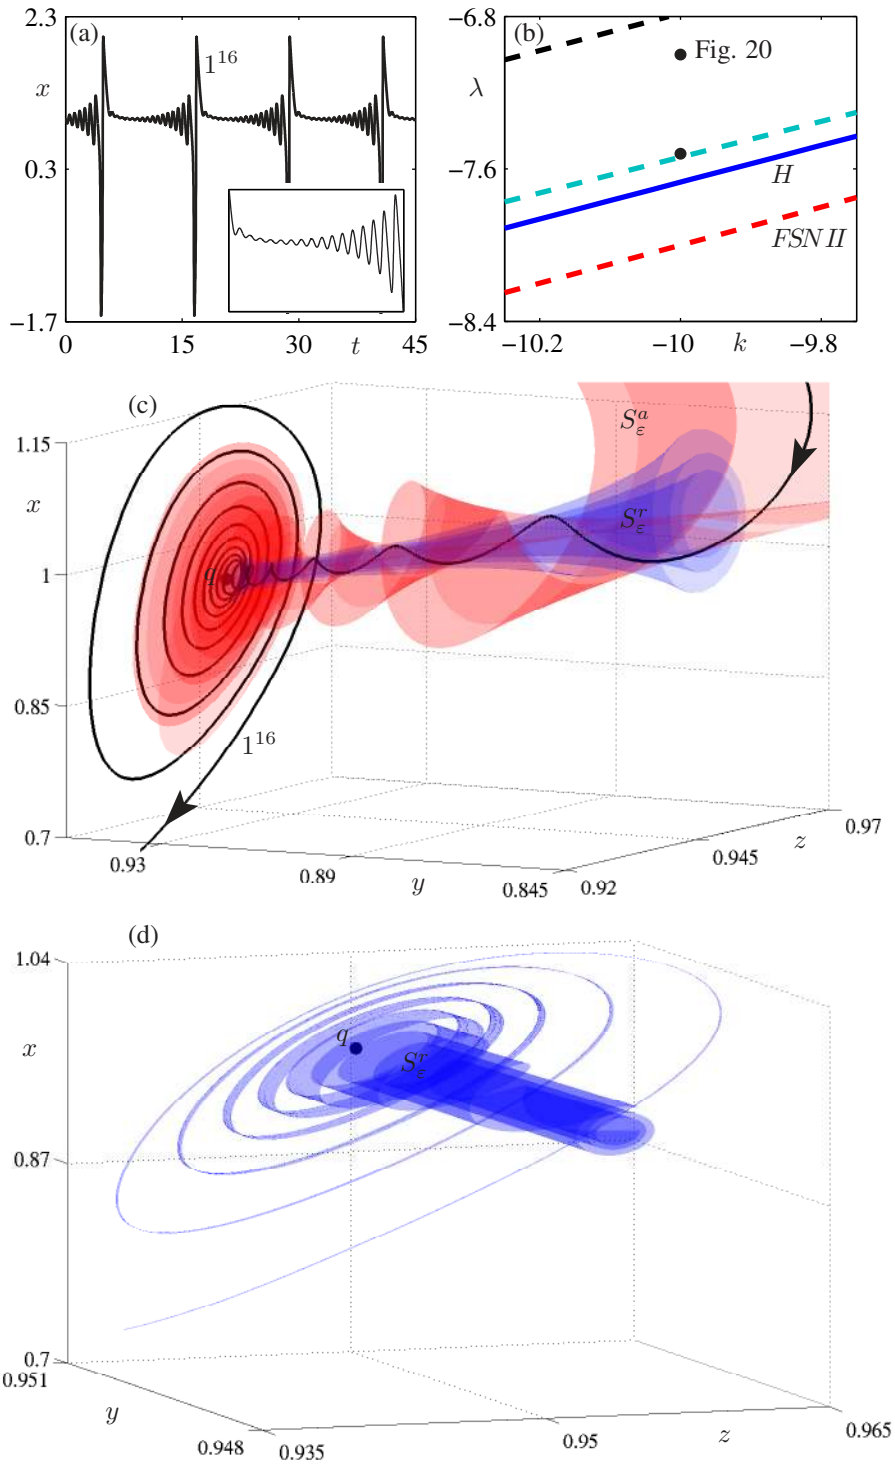 2.3
(a)
1^16
x
0.3
−1.7
0
15
30
t
45
−6.8
(b)
Fig. 20
λ
−7.6
H
FSN II
−8.4
−10.2
−10
k
−9.8
(c)
1.15
S_ε^a
x
S_ε^r
1
q
0.85
1^16
0.7
0.97
z
0.945
0.93
0.89
y
0.845
0.92
(d)
1.04
q
x
S_ε^r
0.87
0.7
0.951
y
0.948
0.935
0.95
z
0.965